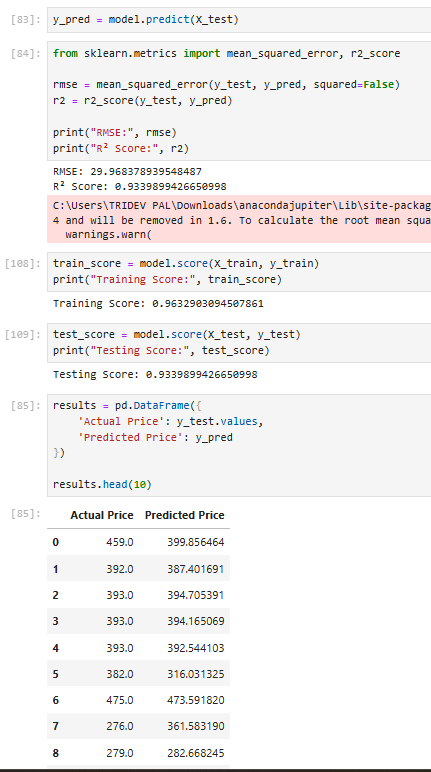 [83]: y_pred = model.predict(X_test)
[84]: from sklearn.metrics import mean_squared_error, r2_score
rmse = mean_squared_error(y_test, y_pred, squared=False)
r2 = r2_score(y_test, y_pred)
print("RMSE:", rmse)
print("R² Score:", r2)
RMSE: 29.968378939548487
R² Score: 0.9339899426650998
C:\Users\TRIDEV PAL\Downloads\anacondajupiter\Lib\site-packag
4 and will be removed in 1.6. To calculate the root mean squa
warnings.warn(
[108]: train_score = model.score(X_train, y_train)
print("Training Score:", train_score)
Training Score: 0.9632903094507861
[109]: test_score = model.score(X_test, y_test)
print("Testing Score:", test_score)
Testing Score: 0.9339899426650998
[85]: results = pd.DataFrame({
'Actual Price': y_test.values,
'Predicted Price': y_pred
})
results.head(10)
[85]: Actual Price Predicted Price
0 459.0 399.856464
1 392.0 387.401691
2 393.0 394.705391
3 393.0 394.165069
4 393.0 392.544103
5 382.0 316.031325
6 475.0 473.591820
7 276.0 361.583190
8 279.0 282.668245